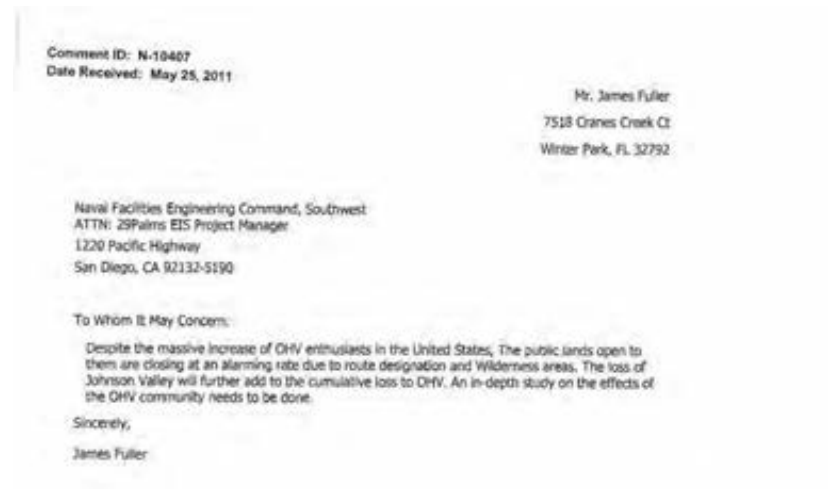 Comment ID: N-10407
Date Received: May 25, 2011
Mr. James Fuller
7518 Cranes Creek Ct
Winter Park, FL 32792
Naval Facilities Engineering Command, Southwest
ATTN: 29Palms EIS Project Manager
1220 Pacific Highway
San Diego, CA 92132-5190
To Whom It May Concern:
Despite the massive increase of OHV enthusiasts in the United States, The public lands open to
them are closing at an alarming rate due to route designation and Wilderness areas. The loss of
Johnson Valley will further add to the cumulative loss to OHV. An in-depth study on the effects of
the OHV community needs to be done.
Sincerely,
James Fuller